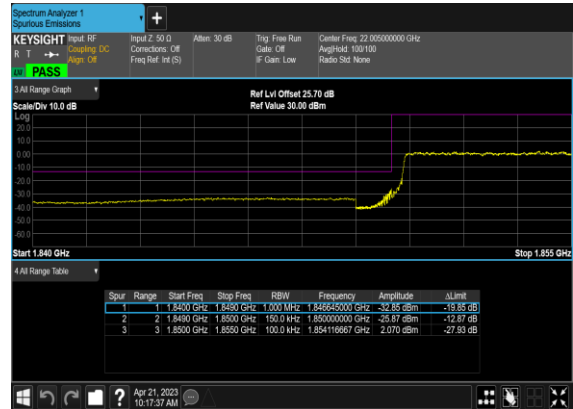 Spectrum Analyzer 1
Spurious Emissions
KEYSIGHT
R T
LW PASS
Input: RF
Coupling: DC
Align: Off
Input Z: 50 Ω
Corrections: Off
Freq Ref: Int (S)
Atten: 30 dB
Trig: Free Run
Gate: Off
IF Gain: Low
Center Freq: 22.005000000 GHz
Avg|Hold: 100/100
Radio Std: None
3 All Range Graph
Scale/Div 10.0 dB
Ref Lvl Offset 25.70 dB
Ref Value 30.00 dBm
Log
20.0
10.0
0.00
-10.0
-20.0
-30.0
-40.0
-50.0
-60.0
Start 1.840 GHz
Stop 1.855 GHz
4 All Range Table
Spur Range Start Freq Stop Freq RBW Frequency Amplitude ΔLimit
1 1 1.8400 GHz 1.8490 GHz 1.000 MHz 1.846645000 GHz -32.85 dBm -19.85 dB
2 2 1.8490 GHz 1.8500 GHz 150.0 kHz 1.850000000 GHz -25.87 dBm -12.87 dB
3 3 1.8500 GHz 1.8550 GHz 100.0 kHz 1.854116667 GHz 2.070 dBm -27.93 dB
? Apr 21, 2023
10:17:37 AM